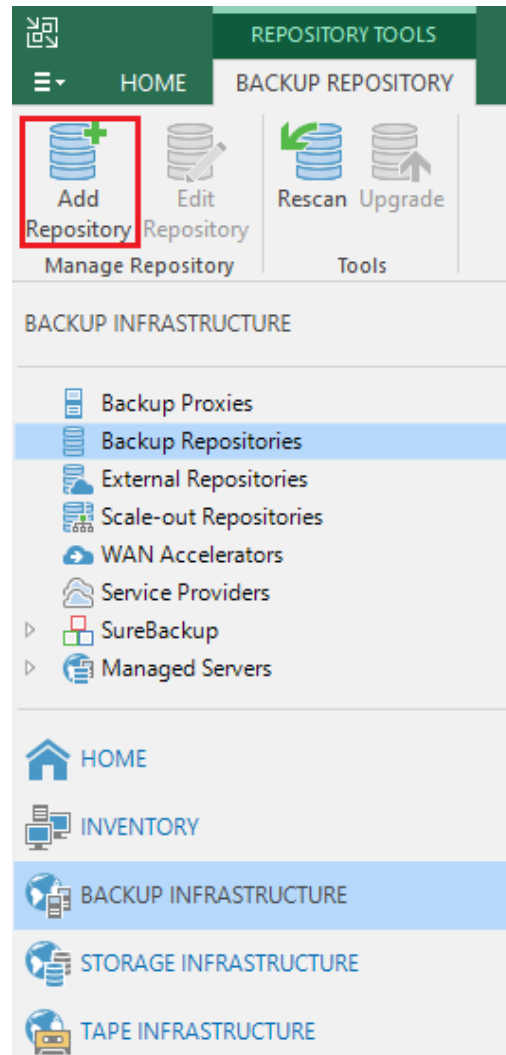 REPOSITORY TOOLS
HOME BACKUP REPOSITORY
Add Edit Rescan Upgrade
Repository Repository
Manage Repository Tools
BACKUP INFRASTRUCTURE
Backup Proxies
Backup Repositories
External Repositories
Scale-out Repositories
WAN Accelerators
Service Providers
SureBackup
Managed Servers
HOME
INVENTORY
BACKUP INFRASTRUCTURE
STORAGE INFRASTRUCTURE
TAPE INFRASTRUCTURE